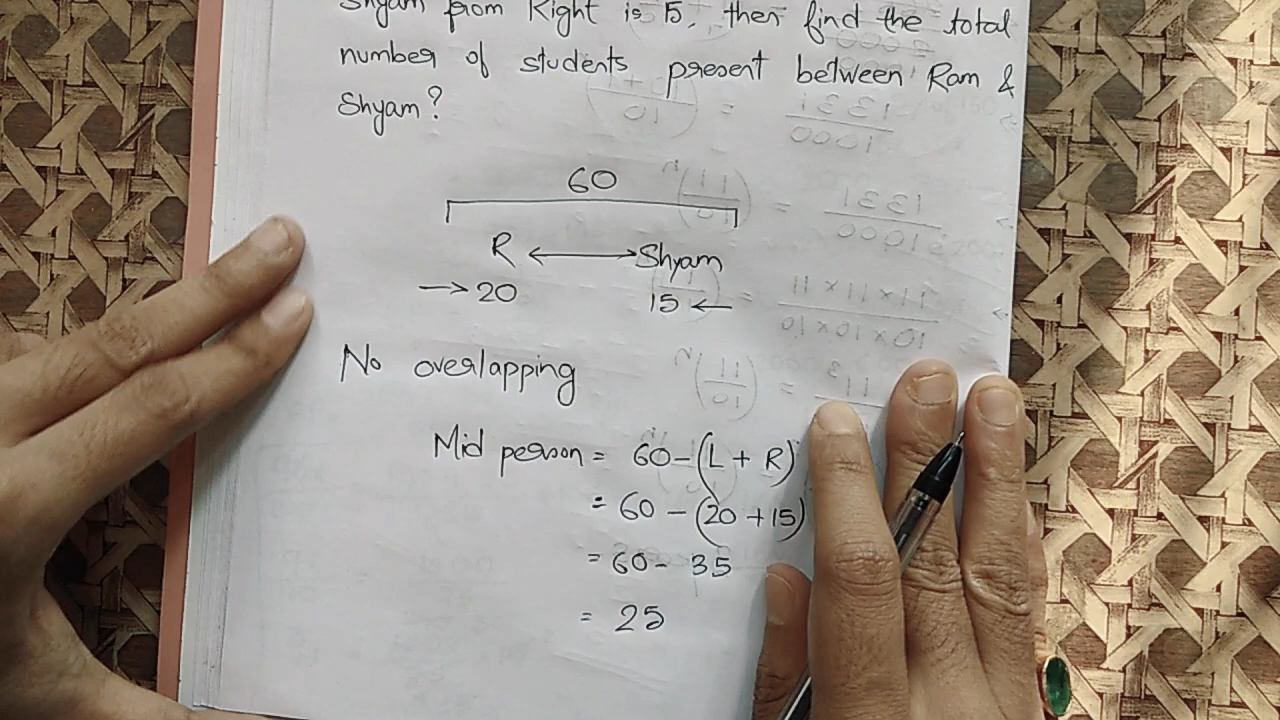 Shyam from Right is 15, then find the total
number of students present between Ram &
Shyam?
60
R ↔ Shyam
→ 20 15 ←
No overlapping
Mid person = 60 - (L + R)
= 60 - (20 + 15)
= 60 - 35
= 25